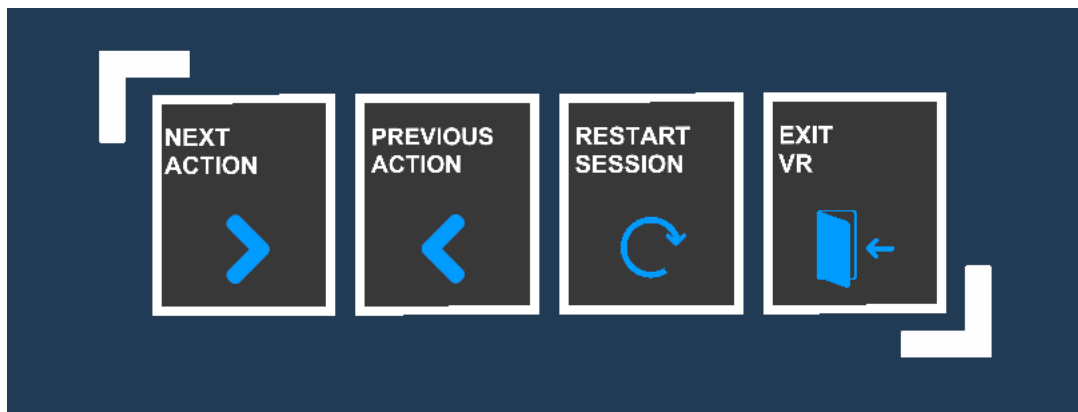 NEXT
ACTION
PREVIOUS
ACTION
RESTART
SESSION
EXIT
VR